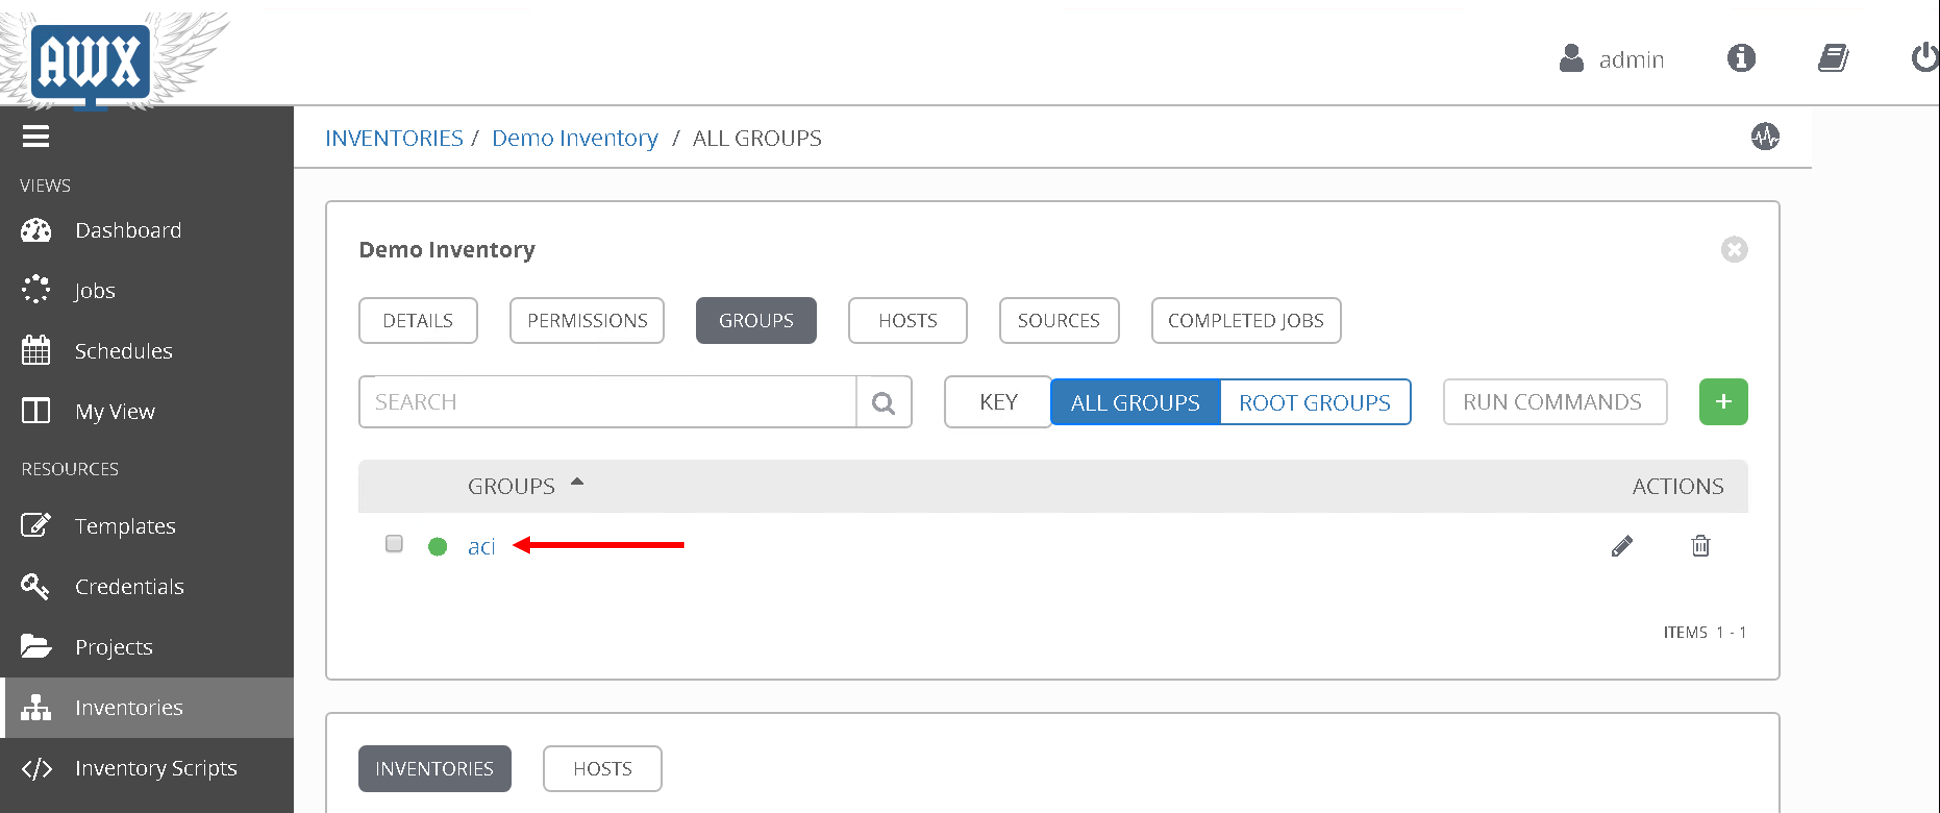 AWX
admin
INVENTORIES / Demo Inventory / ALL GROUPS
VIEWS
Dashboard
Jobs
Schedules
My View
RESOURCES
Templates
Credentials
Projects
Inventories
Inventory Scripts
Demo Inventory
DETAILS PERMISSIONS GROUPS HOSTS SOURCES COMPLETED JOBS
SEARCH KEY ALL GROUPS ROOT GROUPS RUN COMMANDS +
GROUPS ACTIONS
aci
ITEMS 1 - 1
INVENTORIES HOSTS